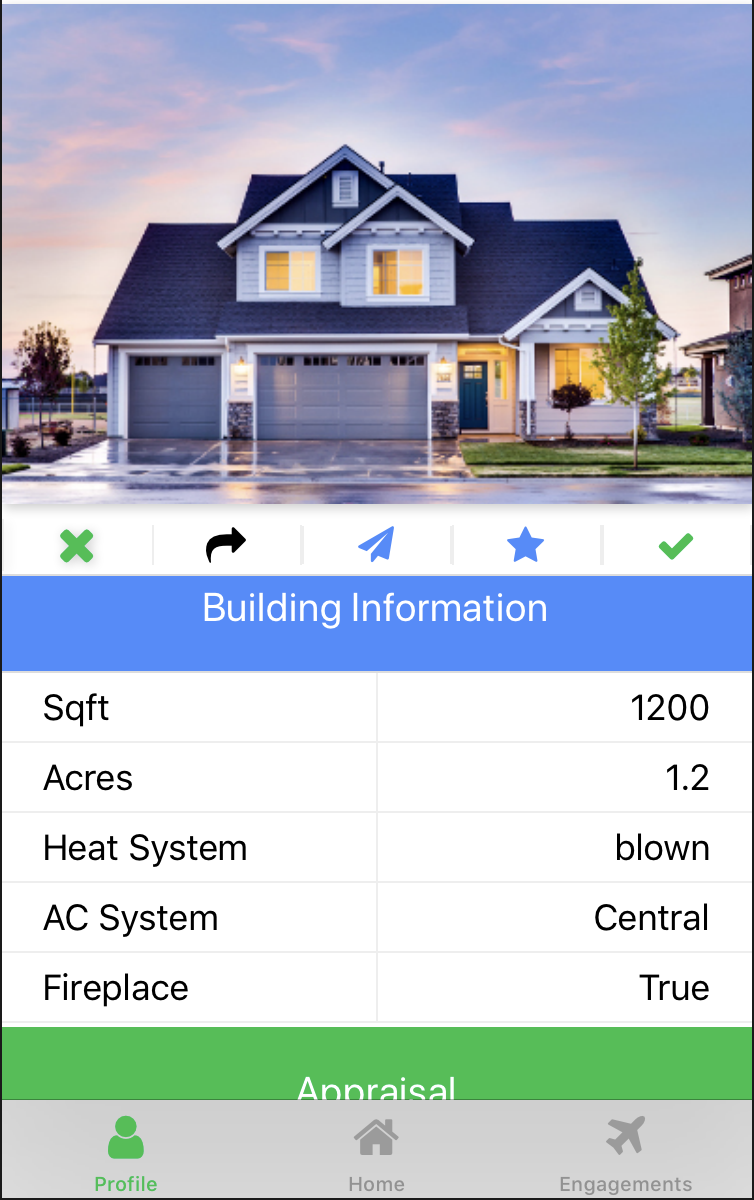 Building Information
Sqft 1200
Acres 1.2
Heat System blown
AC System Central
Fireplace True
Appraisal
Profile Home Engagements